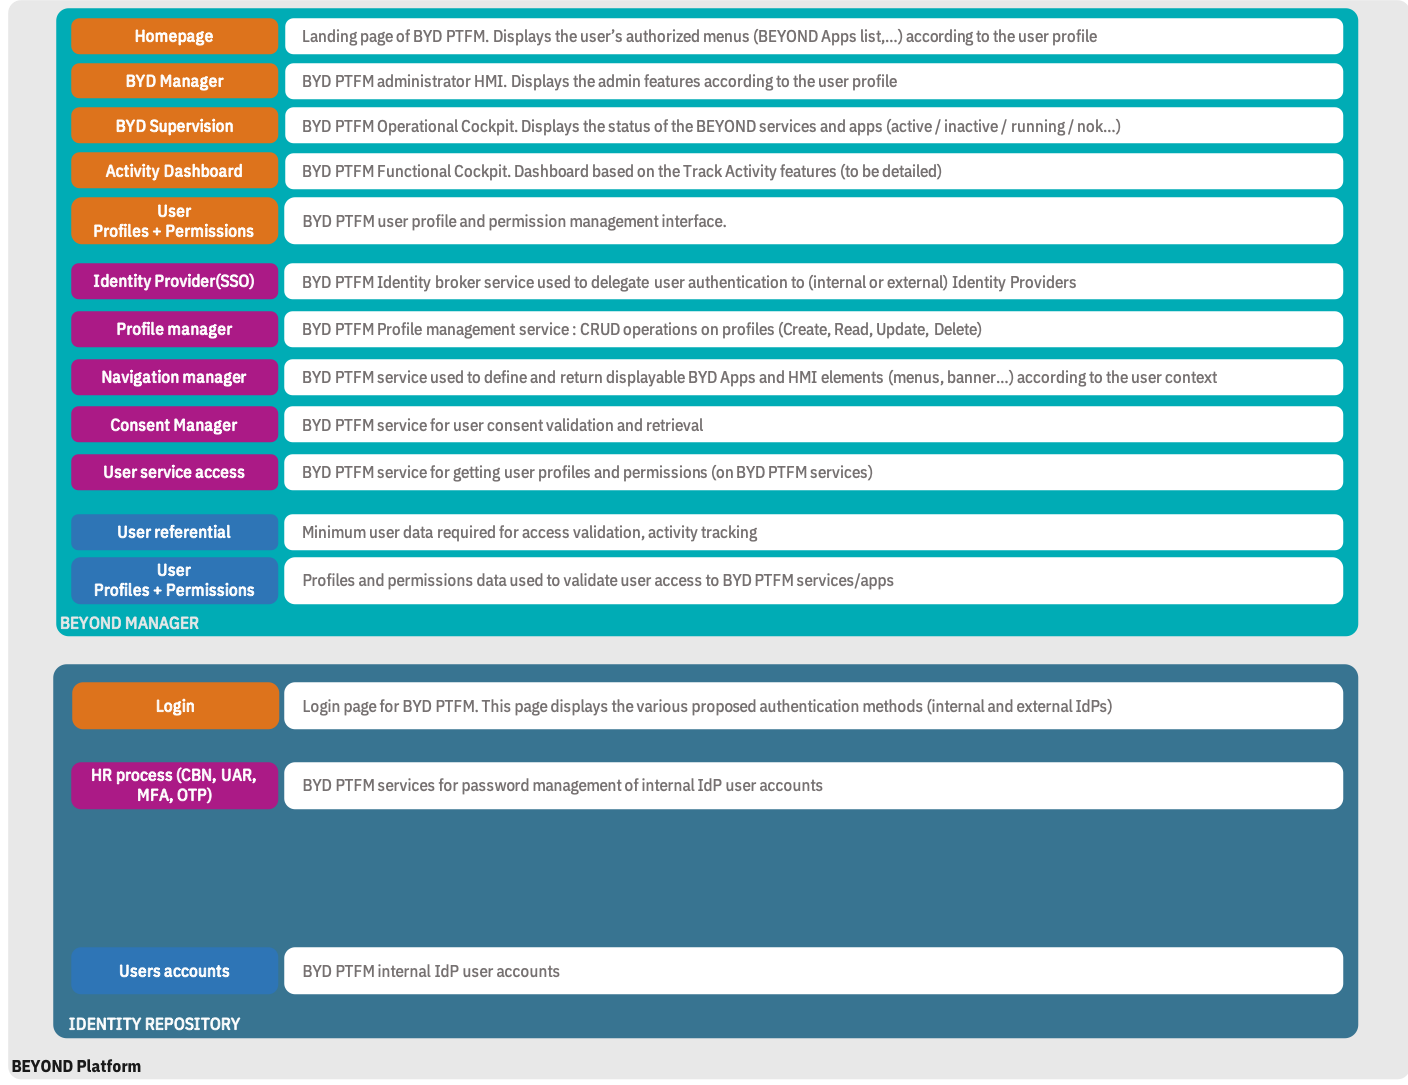 Homepage
Landing page of BYD PTFM. Displays the user’s authorized menus (BEYOND Apps list,...) according to the user profile
BYD Manager
BYD PTFM administrator HMI. Displays the admin features according to the user profile
BYD Supervision
BYD PTFM Operational Cockpit. Displays the status of the BEYOND services and apps (active / inactive / running / nok...)
Activity Dashboard
BYD PTFM Functional Cockpit. Dashboard based on the Track Activity features (to be detailed)
User
Profiles + Permissions
BYD PTFM user profile and permission management interface.
Identity Provider(SSO)
BYD PTFM Identity broker service used to delegate user authentication to (internal or external) Identity Providers
Profile manager
BYD PTFM Profile management service : CRUD operations on profiles (Create, Read, Update, Delete)
Navigation manager
BYD PTFM service used to define and return displayable BYD Apps and HMI elements (menus, banner...) according to the user context
Consent Manager
BYD PTFM service for user consent validation and retrieval
User service access
BYD PTFM service for getting user profiles and permissions (on BYD PTFM services)
User referential
Minimum user data required for access validation, activity tracking
User
Profiles + Permissions
Profiles and permissions data used to validate user access to BYD PTFM services/apps
BEYOND MANAGER
Login
Login page for BYD PTFM. This page displays the various proposed authentication methods (internal and external IdPs)
HR process (CBN, UAR,
MFA, OTP)
BYD PTFM services for password management of internal IdP user accounts
Users accounts
BYD PTFM internal IdP user accounts
IDENTITY REPOSITORY
BEYOND Platform